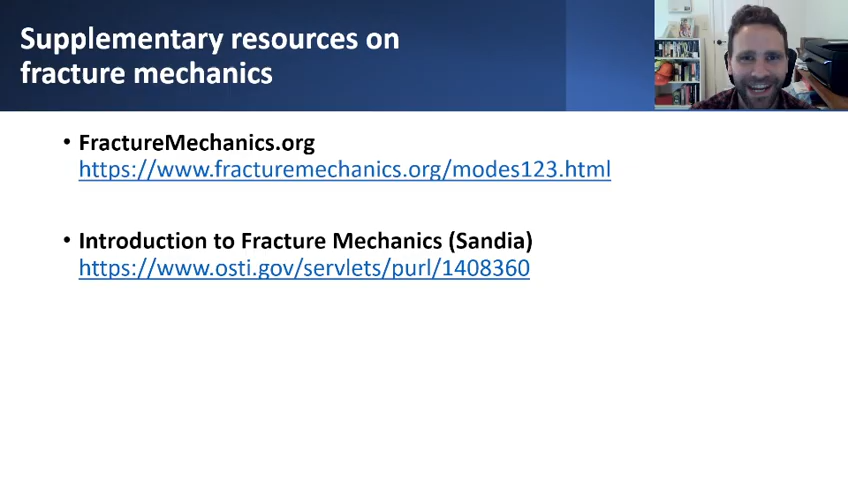 Supplementary resources on
fracture mechanics
• FractureMechanics.org
https://www.fracturemechanics.org/modes123.html
• Introduction to Fracture Mechanics (Sandia)
https://www.osti.gov/servlets/purl/1408360